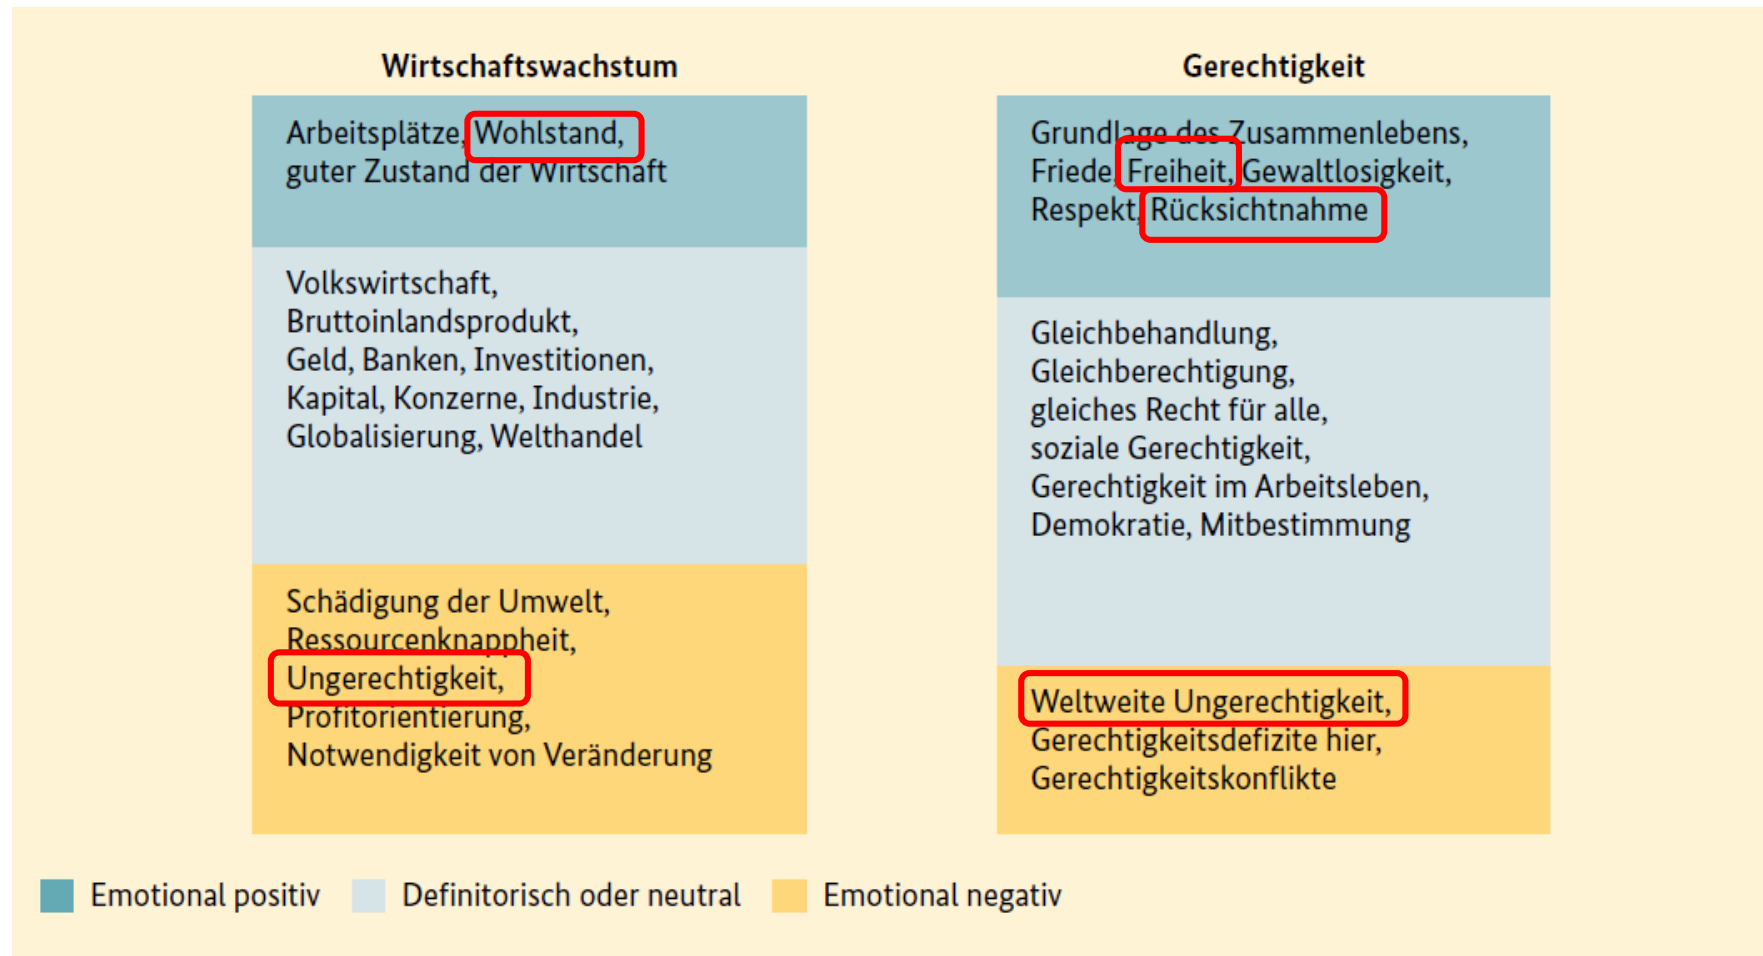 Wirtschaftswachstum
Arbeitsplätze, Wohlstand,
guter Zustand der Wirtschaft
Volkswirtschaft,
Bruttoinlandsprodukt,
Geld, Banken, Investitionen,
Kapital, Konzerne, Industrie,
Globalisierung, Welthandel
Schädigung der Umwelt,
Ressourcenknappheit,
Ungerechtigkeit,
Profitorientierung,
Notwendigkeit von Veränderung
Gerechtigkeit
Grundlage des Zusammenlebens,
Friede, Freiheit, Gewaltlosigkeit,
Respekt, Rücksichtnahme
Gleichbehandlung,
Gleichberechtigung,
gleiches Recht für alle,
soziale Gerechtigkeit,
Gerechtigkeit im Arbeitsleben,
Demokratie, Mitbestimmung
Weltweite Ungerechtigkeit,
Gerechtigkeitsdefizite hier,
Gerechtigkeitskonflikte
Emotional positiv
Definitorisch oder neutral
Emotional negativ